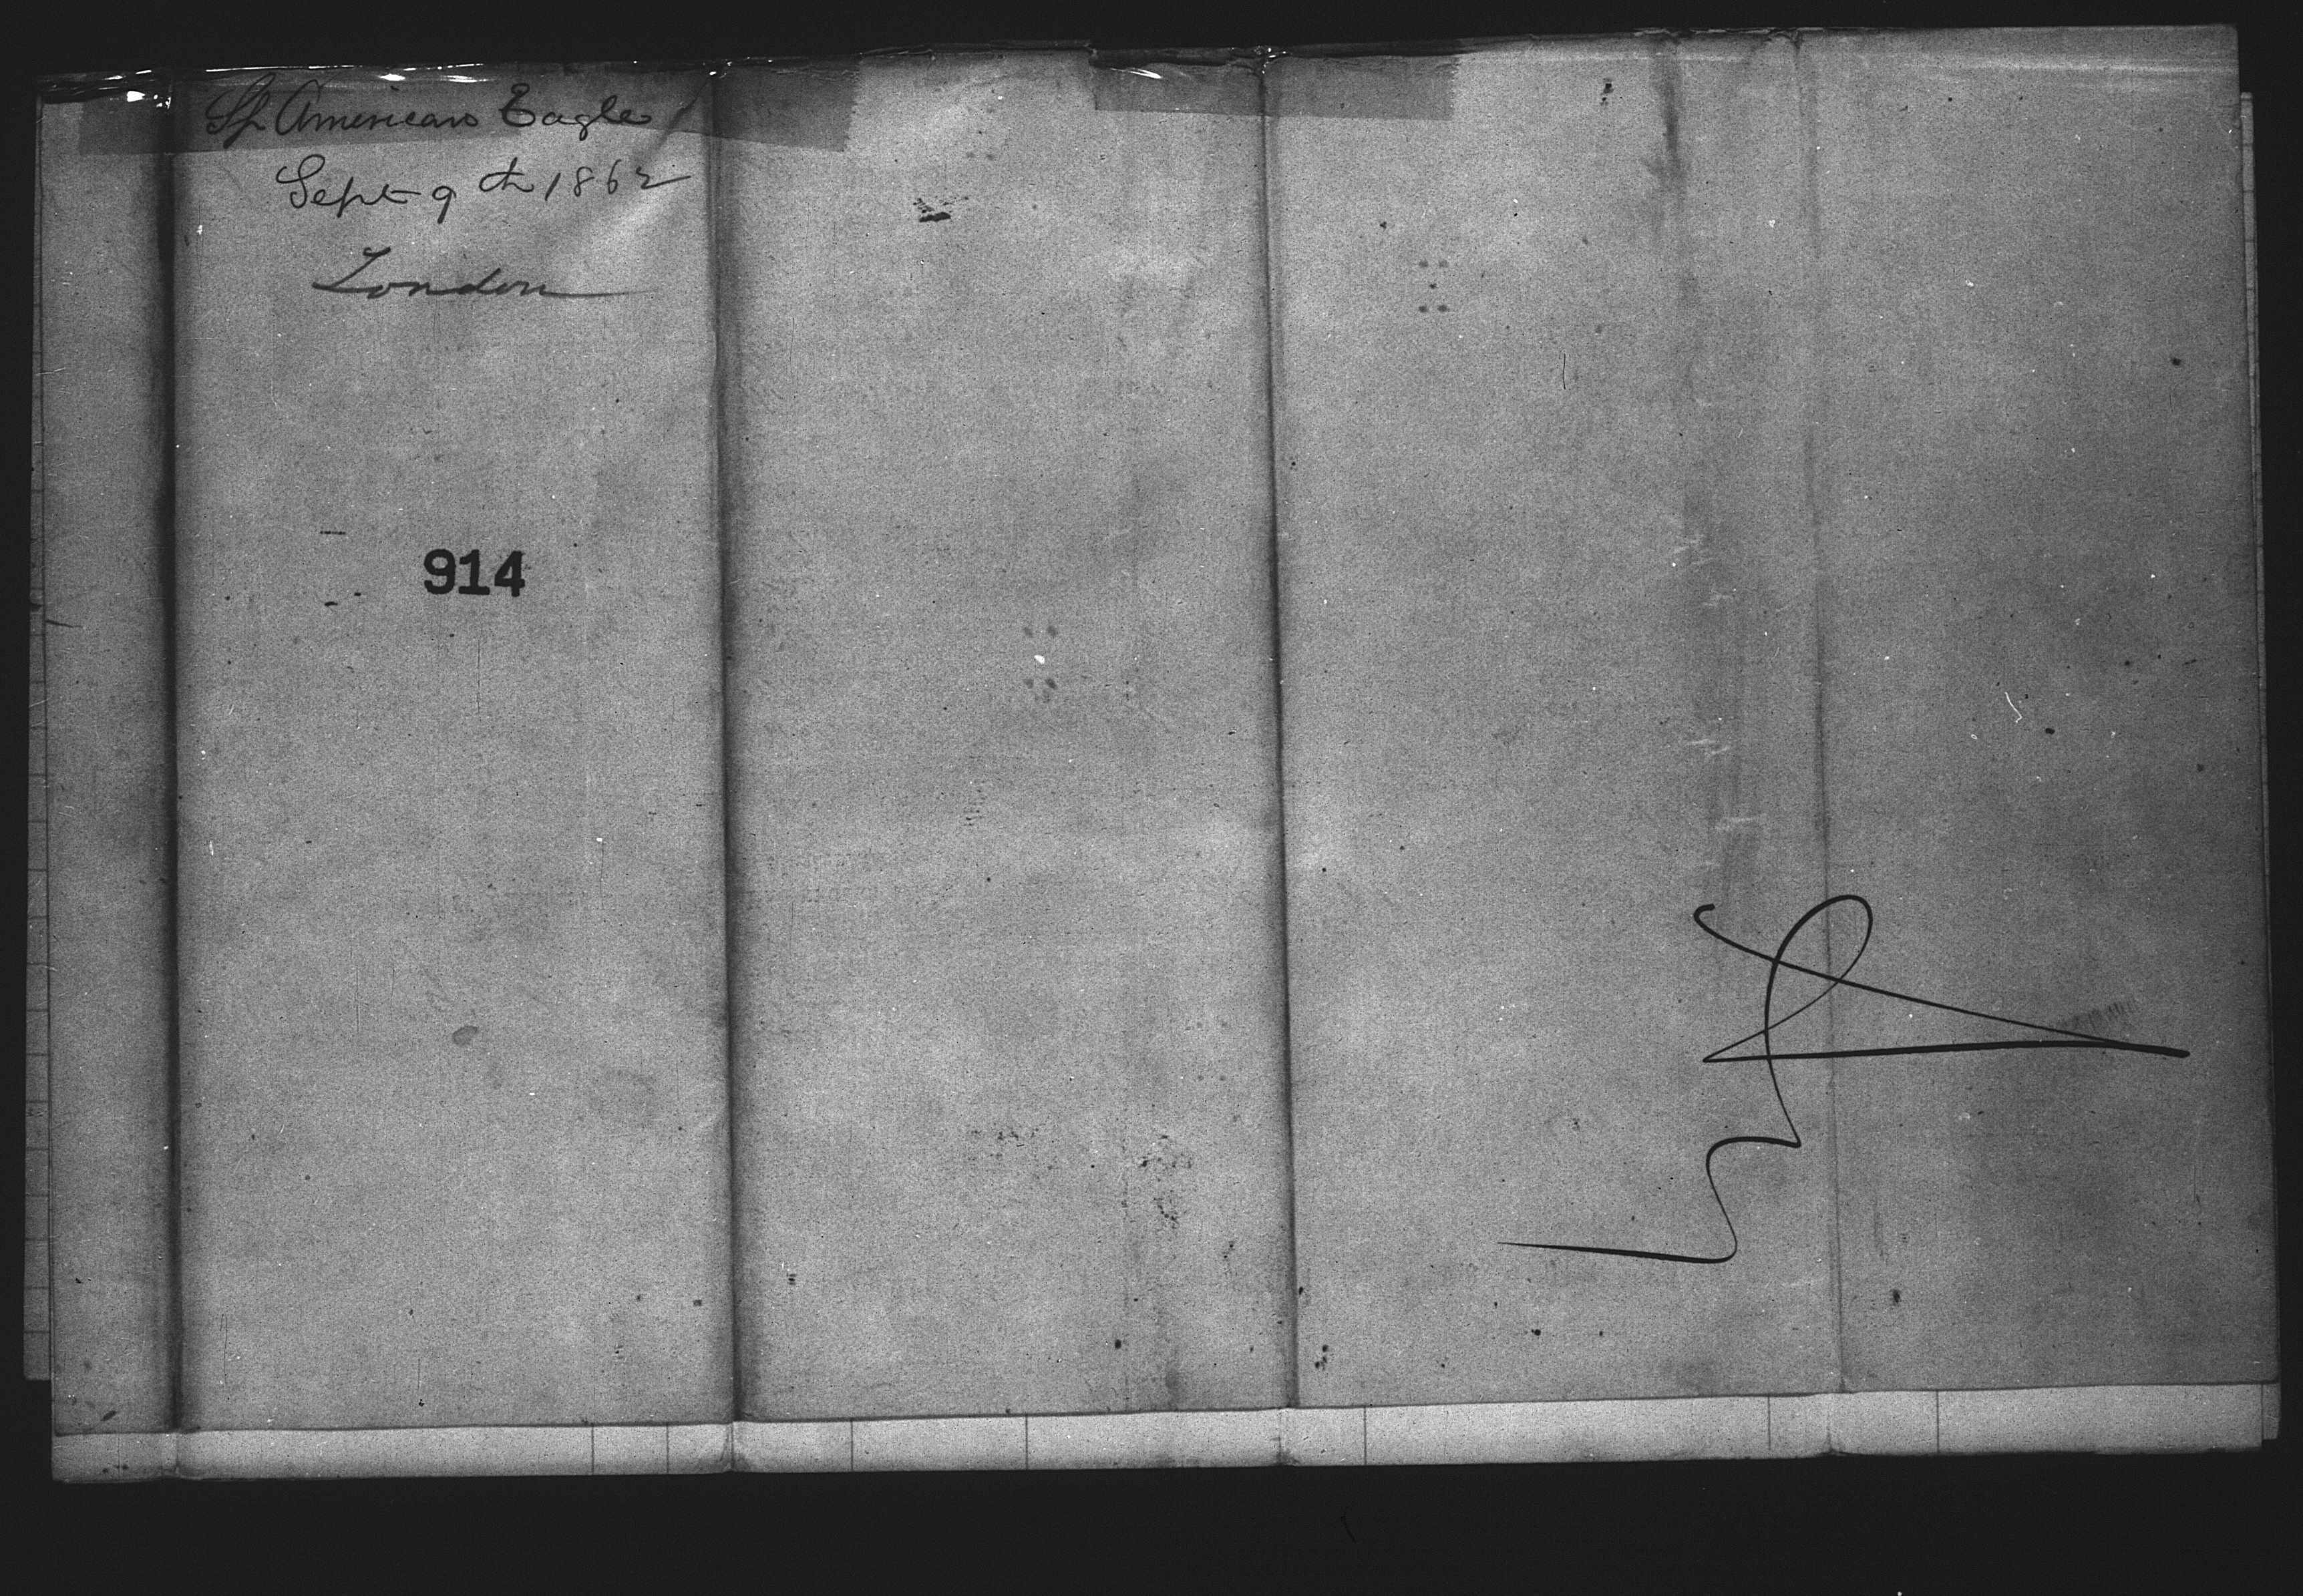 Sh American Eagle
Sept 9th 1862
London
914